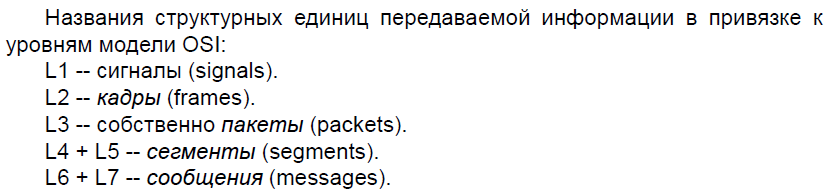 Названия структурных единиц передаваемой информации в привязке к
уровням модели OSI:
L1 -- сигналы (signals).
L2 -- кадры (frames).
L3 -- собственно пакеты (packets).
L4 + L5 -- сегменты (segments).
L6 + L7 -- сообщения (messages).